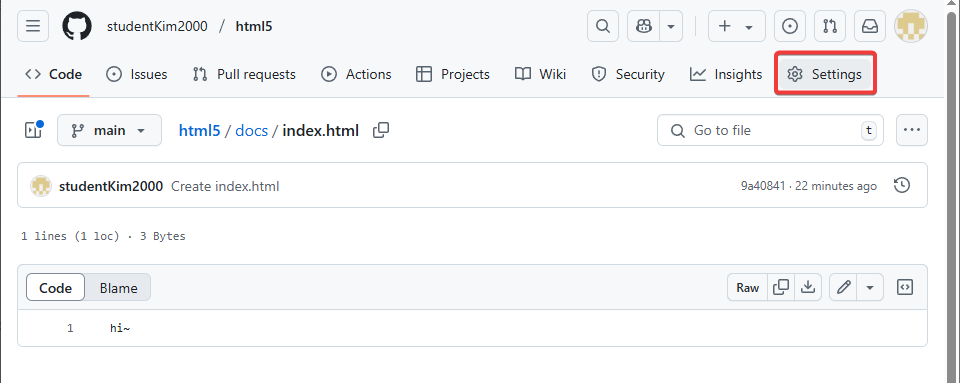 studentKim2000 / html5
Code Issues Pull requests Actions Projects Wiki Security Insights Settings
main html5 / docs / index.html Go to file t
studentKim2000 Create index.html 9a40841 · 22 minutes ago
1 lines (1 loc) · 3 Bytes
Code Blame Raw
1 hi~